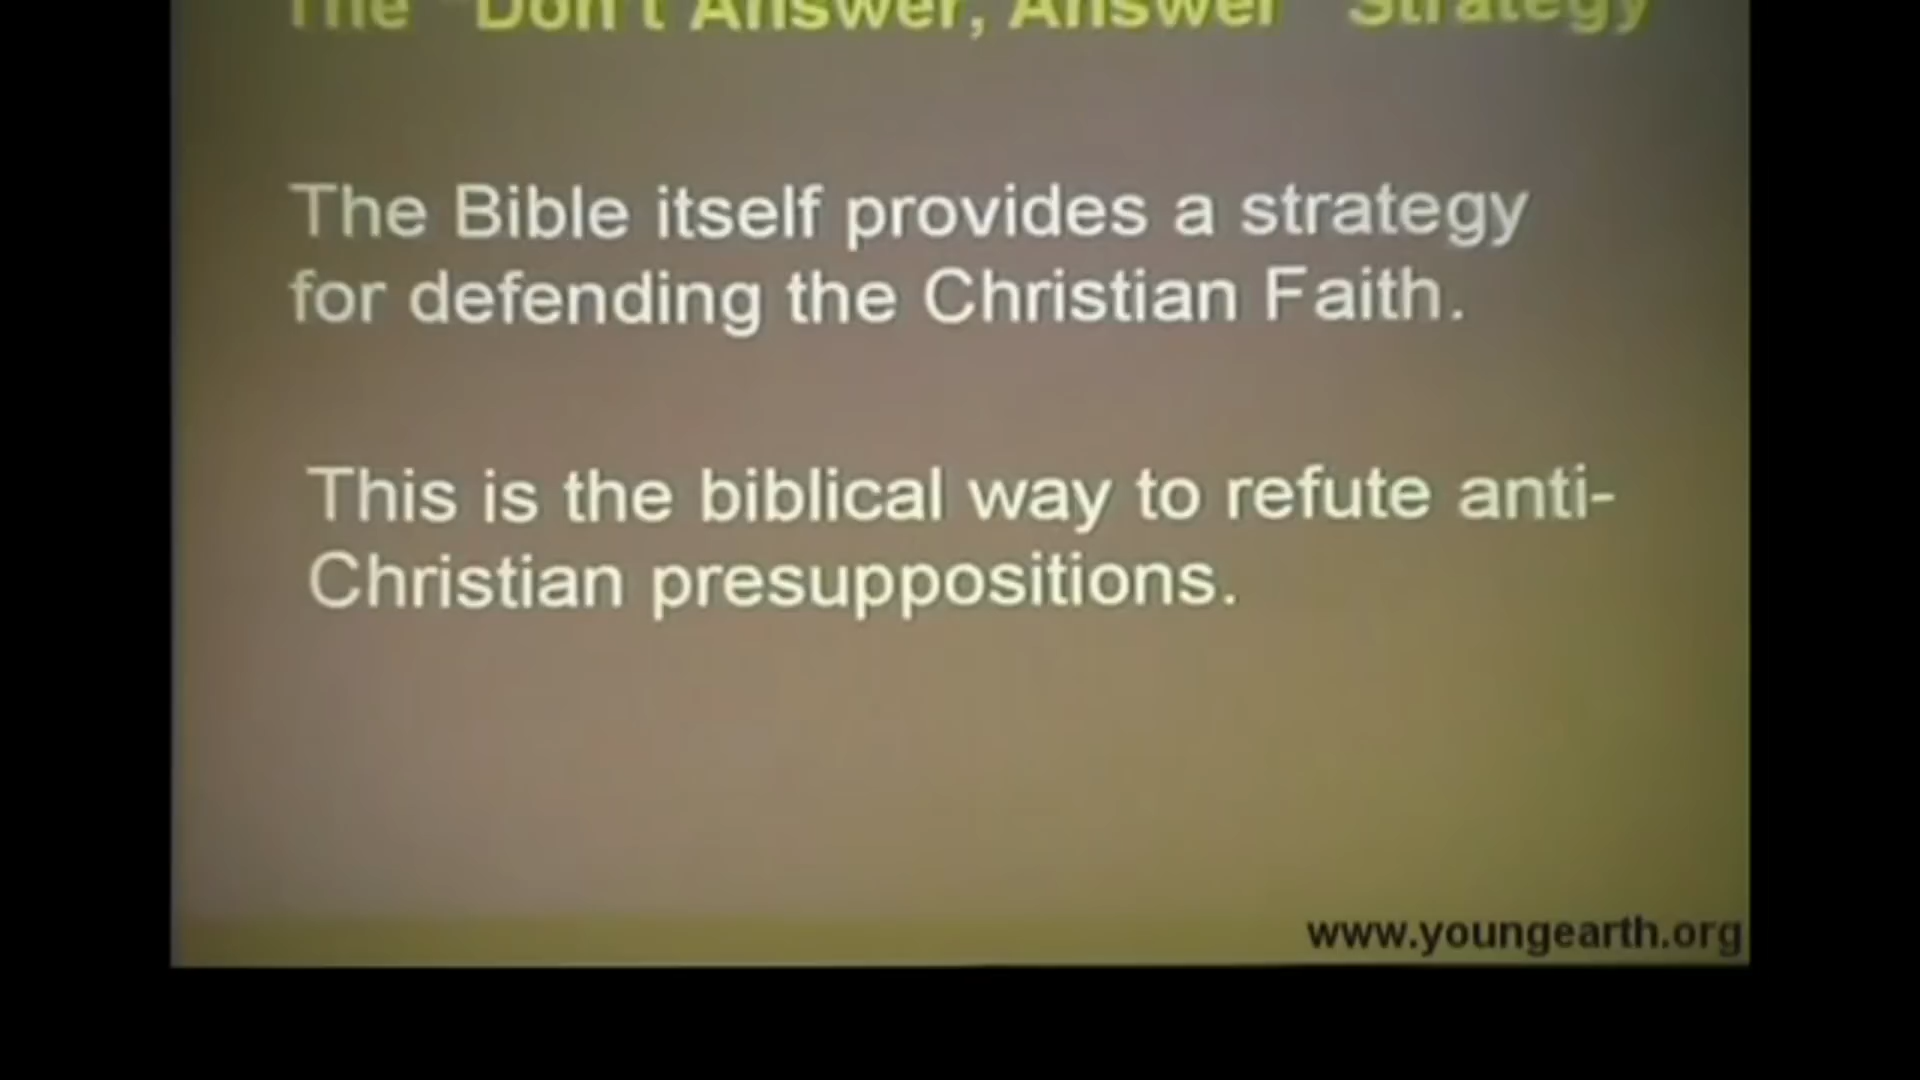 The "Don't Answer, Answer" Strategy
The Bible itself provides a strategy
for defending the Christian Faith.
This is the biblical way to refute anti-
Christian presuppositions.
www.youngearth.org